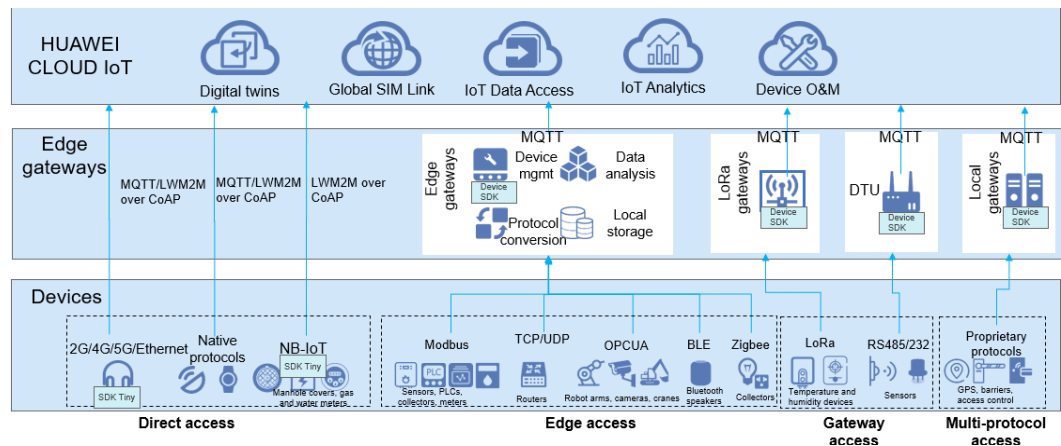 HUAWEI
CLOUD IoT
Digital twins
Global SIM Link
IoT Data Access
IoT Analytics
Device O&M
Edge
gateways
MQTT/LWM2M
over CoAP
MQTT/LWM2M
over CoAP
LWM2M over
CoAP
MQTT
Edge
gateways
Device
mgmt
Device
SDK
Data
analysis
Protocol
conversion
Local
storage
MQTT
LoRa
gateways
Device
SDK
MQTT
DTU
Device
SDK
MQTT
Local
gateways
Device
SDK
Devices
2G/4G/5G/Ethernet
SDK Tiny
Native
protocols
NB-IoT
SDK Tiny
Manhole covers, gas
and water meters
Direct access
Modbus
PLC
Sensors, PLCs,
collectors, meters
TCP/UDP
Routers
OPCUA
Robot arms, cameras, cranes
BLE
Bluetooth
speakers
Zigbee
Collectors
Edge access
LoRa
Temperature and
humidity devices
RS485/232
Sensors
Gateway
access
Proprietary
protocols
GPS, barriers,
access control
Multi-protocol
access